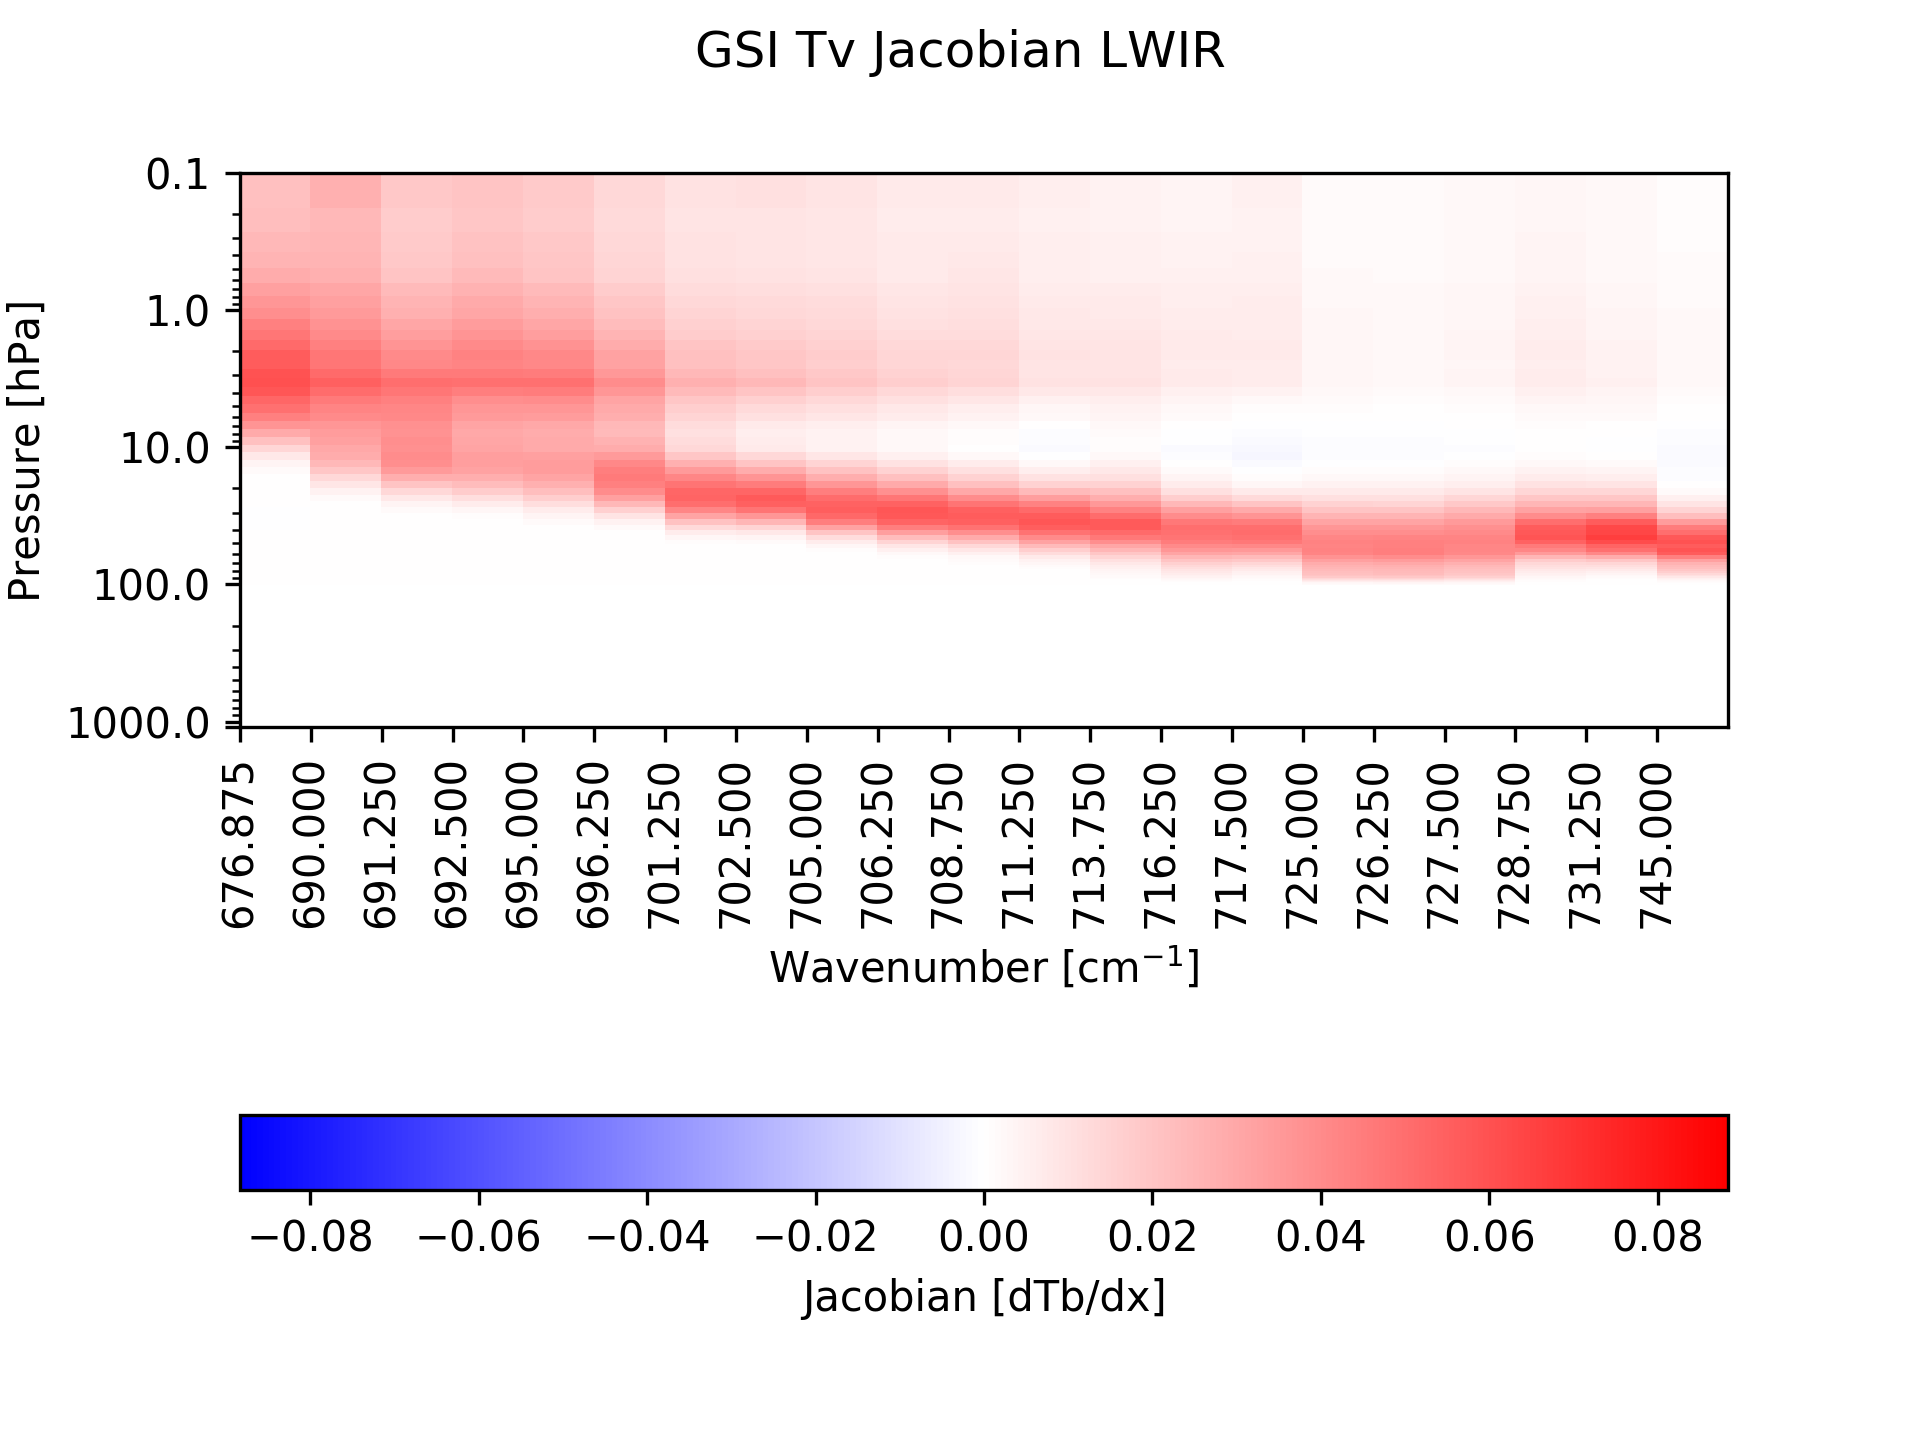 GSI Tv Jacobian LWIR
Pressure [hPa]
0.1
1.0
10.0
100.0
1000.0
676.875 690.000 691.250 692.500 695.000 696.250 701.250 702.500 705.000 706.250 708.750 711.250 713.750 716.250 717.500 725.000 726.250 727.500 728.750 731.250 745.000
Wavenumber [cm⁻¹]
−0.08 −0.06 −0.04 −0.02 0.00 0.02 0.04 0.06 0.08
Jacobian [dTb/dx]